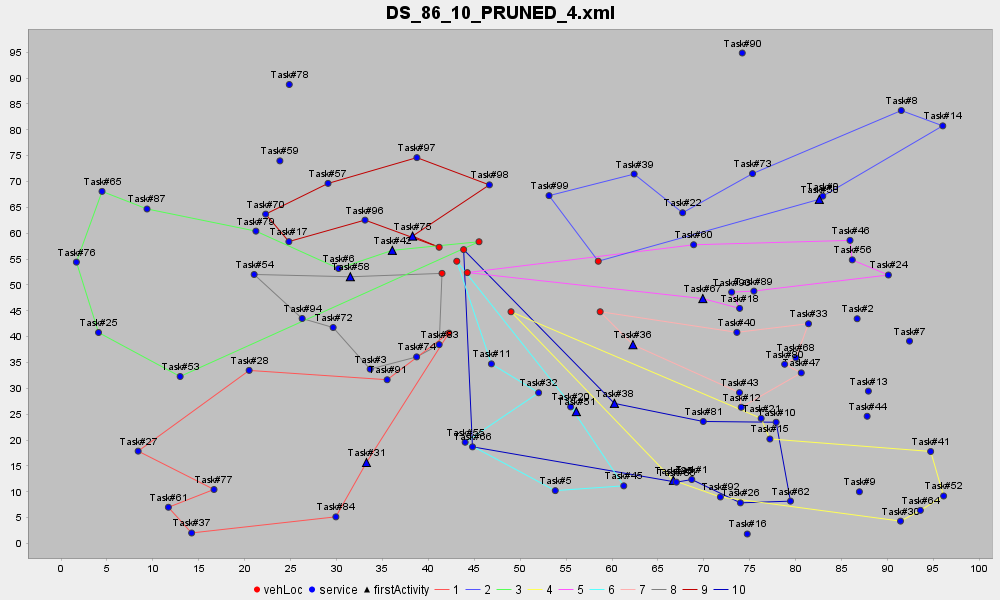 DS_86_10_PRUNED_4.xml
95
90
85
80
75
70
65
60
55
50
45
40
35
30
25
20
15
10
5
0
Task#90
Task#78
Task#8
Task#14
Task#59
Task#97
Task#39
Task#73
Task#57
Task#98
Task#65
Task#99
Task#87
Task#70
Task#22
Task#96
Task#79
Task#17
Task#75
Task#60
Task#46
Task#42
Task#76
Task#6
Task#58
Task#56
Task#54
Task#24
Task#67
Task#89
Task#18
Task#94
Task#72
Task#33
Task#2
Task#25
Task#40
Task#83
Task#36
Task#7
Task#74
Task#68
Task#11
Task#3
Task#80
Task#28
Task#91
Task#47
Task#53
Task#32
Task#43
Task#13
Task#20
Task#51
Task#38
Task#12
Task#81
Task#21
Task#10
Task#44
Task#55
Task#66
Task#15
Task#27
Task#41
Task#31
Task#1
Task#77
Task#5
Task#45
Task#92
Task#26
Task#62
Task#9
Task#52
Task#61
Task#64
Task#84
Task#30
Task#37
Task#16
0 5 10 15 20 25 30 35 40 45 50 55 60 65 70 75 80 85 90 95 100
vehLoc service firstActivity 1 2 3 4 5 6 7 8 9 10